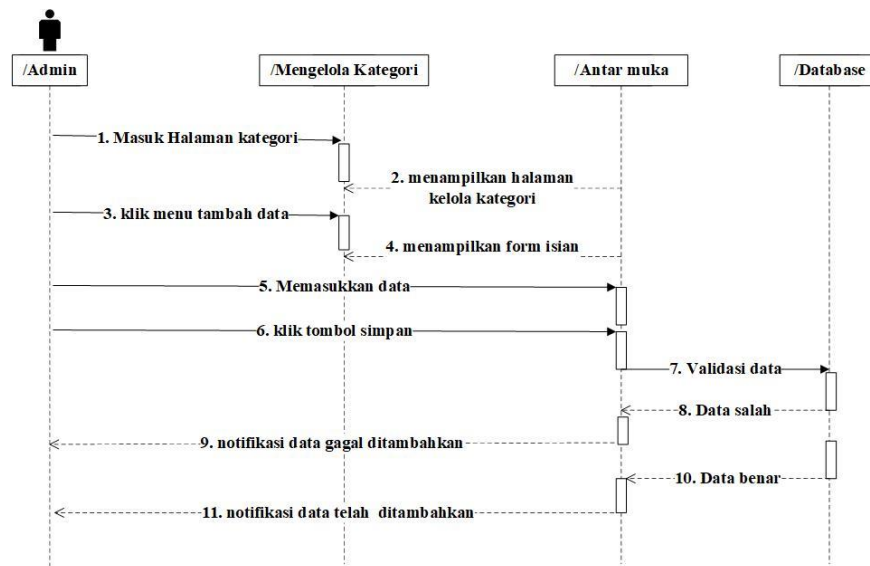 /Admin
/Mengelola Kategori
/Antar muka
/Database
1. Masuk Halaman kategori
2. menampilkan halaman
kelola kategori
3. klik menu tambah data
4. menampilkan form isian
5. Memasukkan data
6. klik tombol simpan
7. Validasi data
8. Data salah
9. notifikasi data gagal ditambahkan
10. Data benar
11. notifikasi data telah ditambahkan